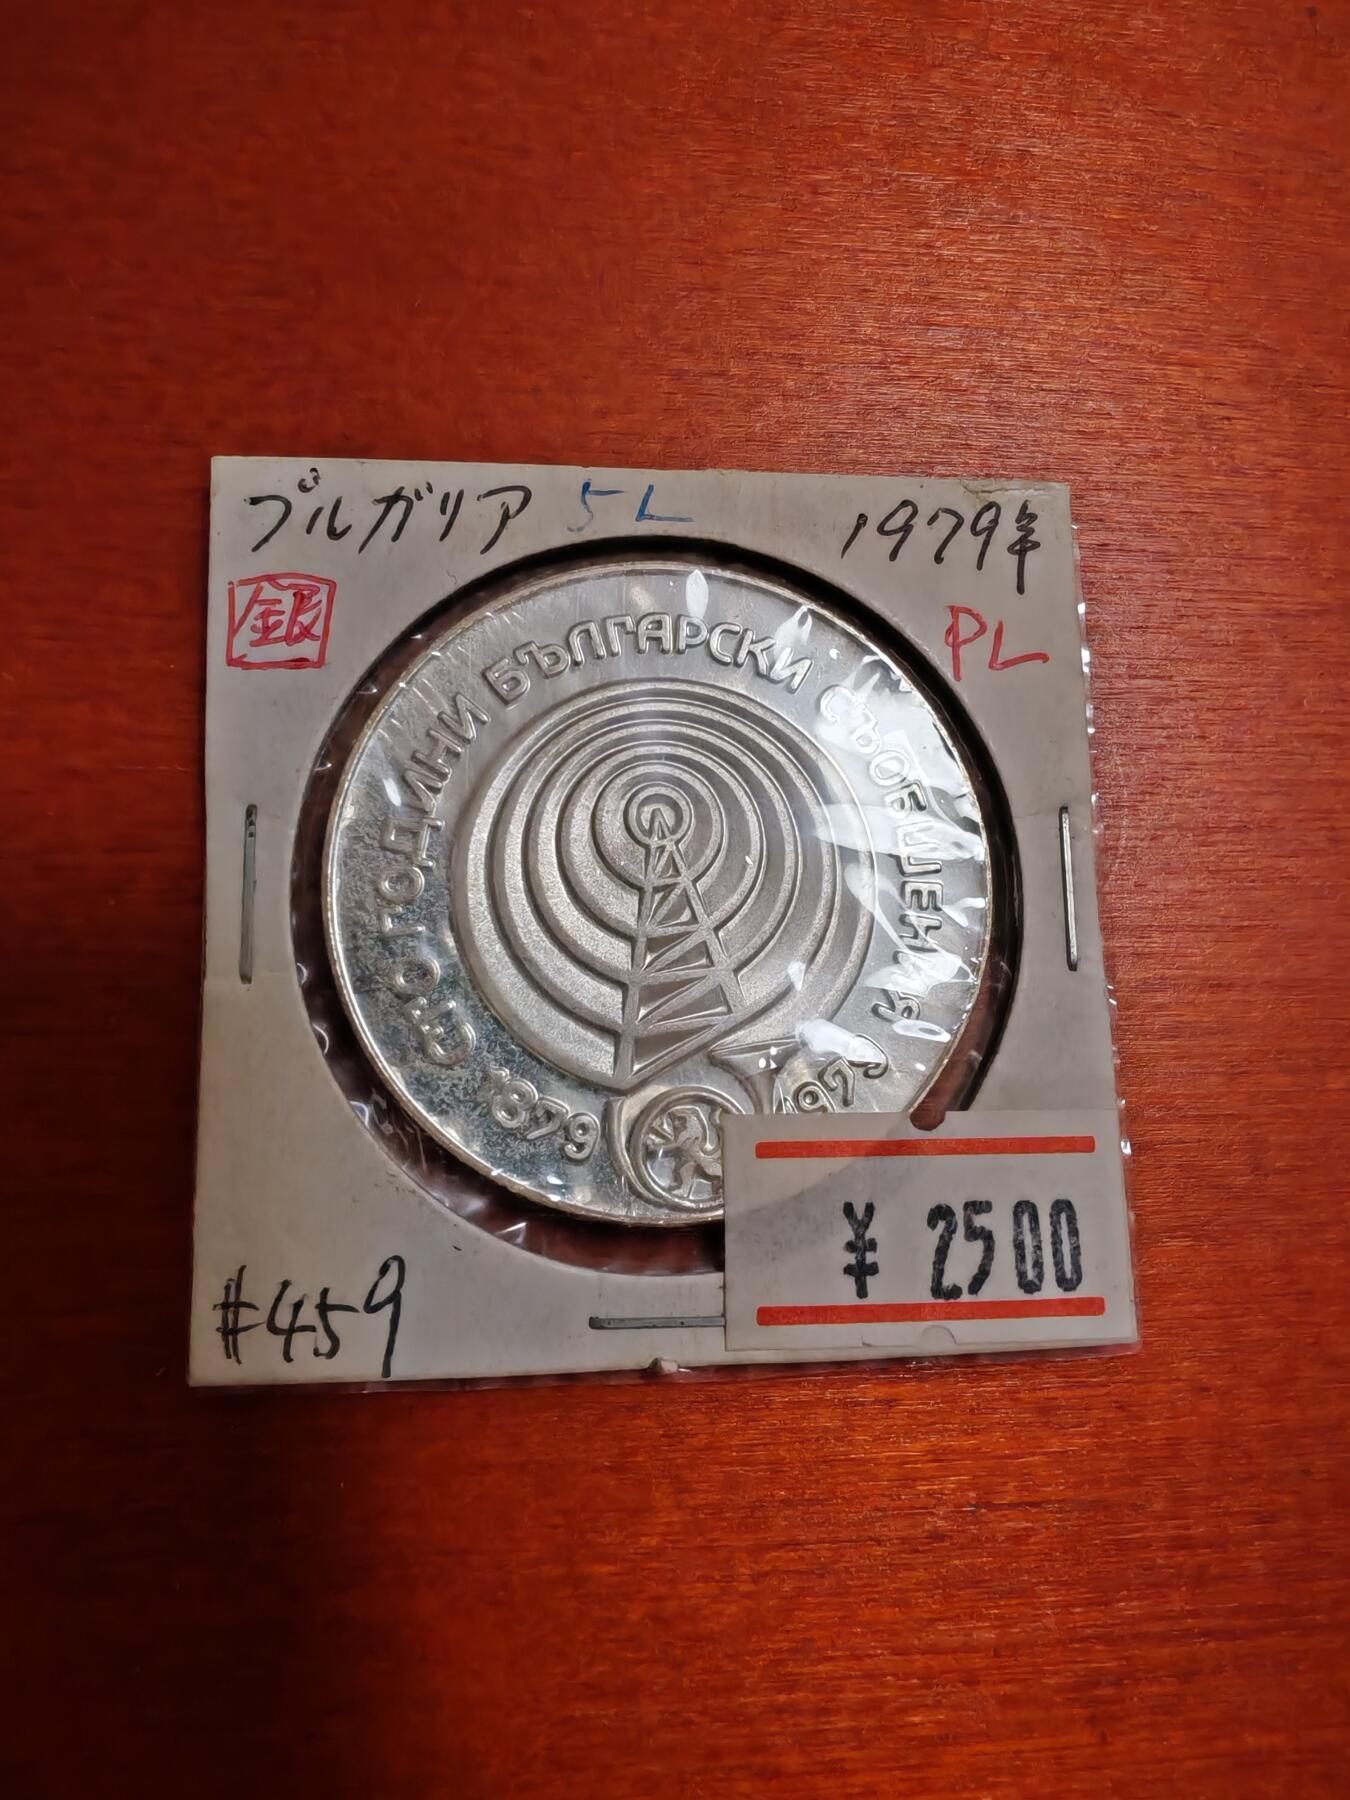 ブルガリア 5L 1979年
銀
PL
СТО ГОДИНИ БЪЛГАРСКИ СЪОБЩЕНИЯ
1879
1979
¥ 2500
#459